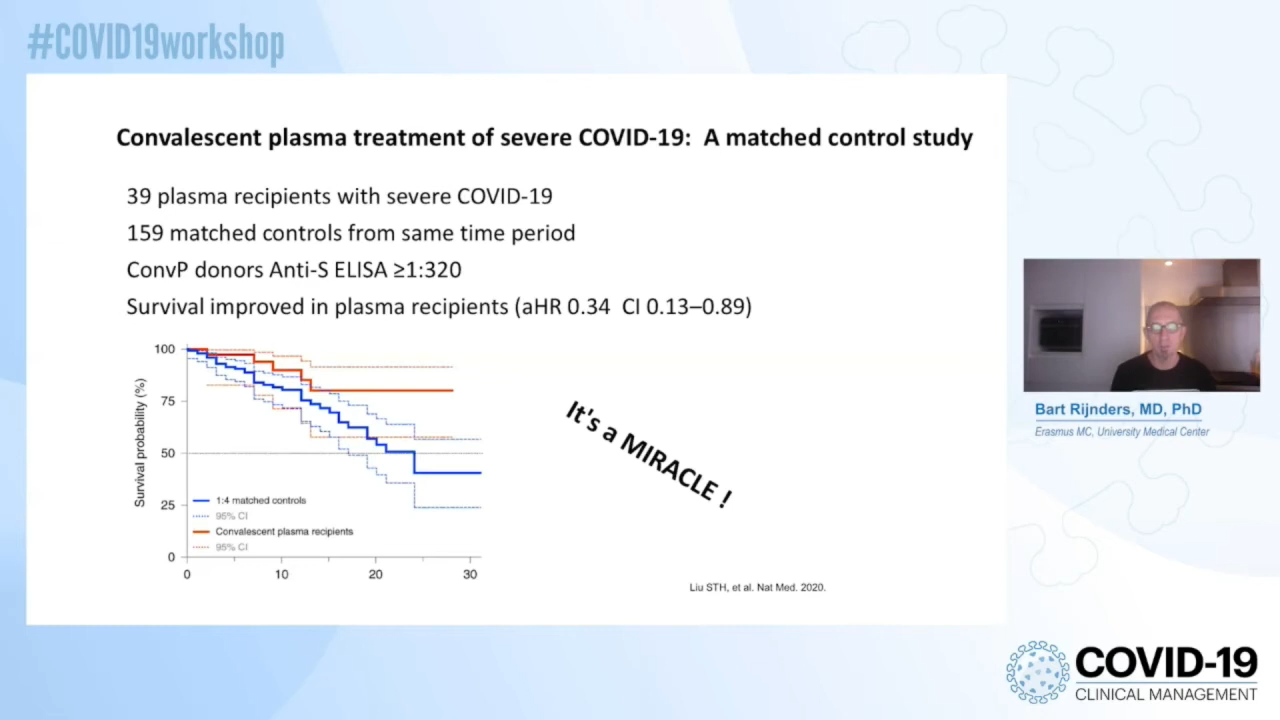 #COVID19workshop
Convalescent plasma treatment of severe COVID-19: A matched control study
39 plasma recipients with severe COVID-19
159 matched controls from same time period
ConvP donors Anti-S ELISA ≥1:320
Survival improved in plasma recipients (aHR 0.34 CI 0.13–0.89)
Survival probability (%)
100
75
50
25
0
1:4 matched controls
95% CI
Convalescent plasma recipients
95% CI
0 10 20 30
It's a MIRACLE !
Liu STH, et al. Nat Med. 2020.
Bart Rijnders, MD, PhD
Erasmus MC, University Medical Center
COVID-19
CLINICAL MANAGEMENT